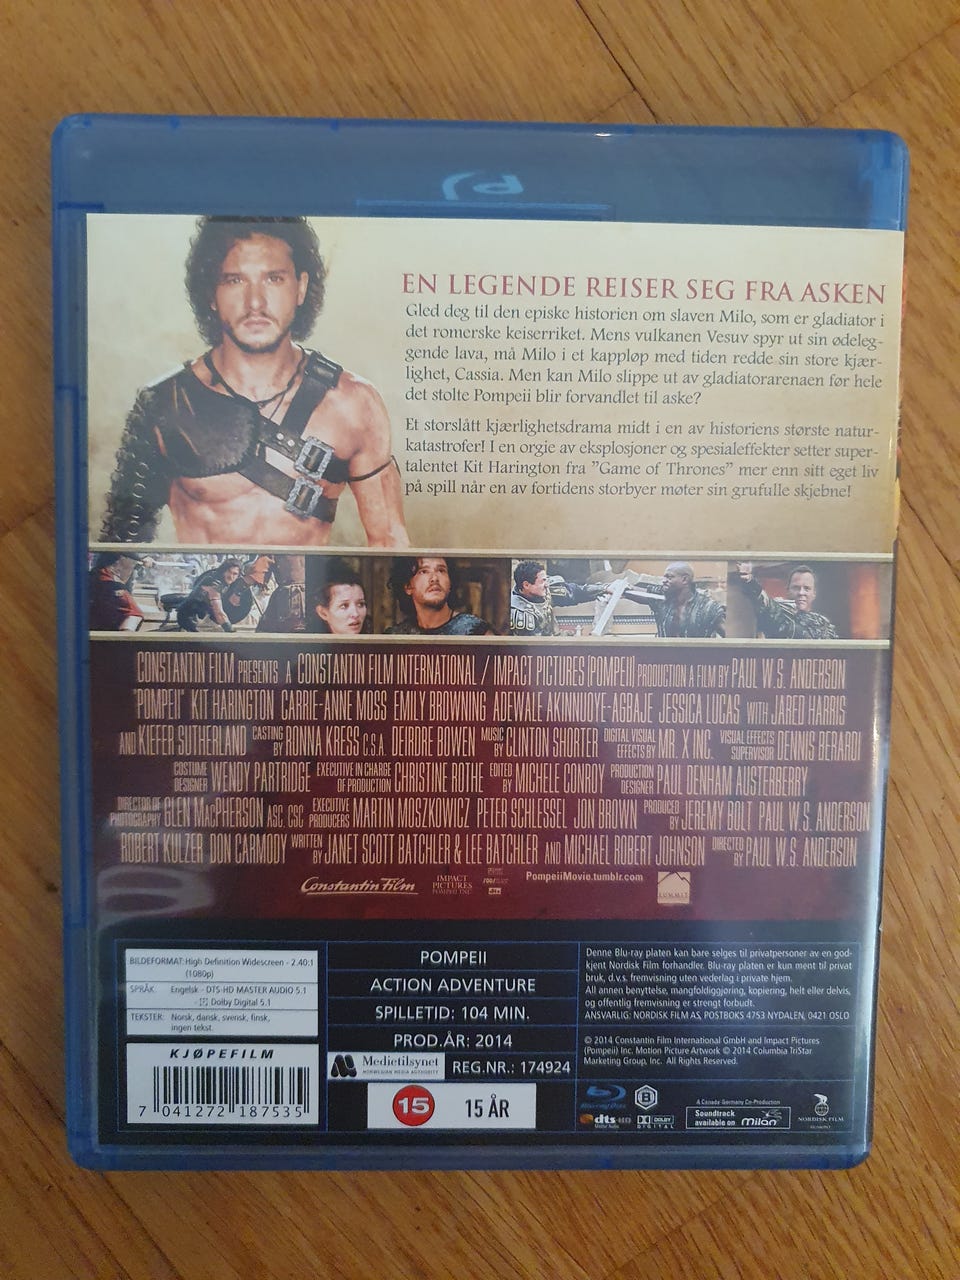 EN LEGENDE REISER SEG FRA ASKEN
Gled deg til den episke historien om slaven Milo, som er gladiator i
det romerske keiserriket. Mens vulkanen Vesuv spyr ut sin ødeleg-
gende lava, må Milo i et kappløp med tiden redde sin store kjær-
lighet, Cassia. Men kan Milo slippe ut av gladiatorarenaen før hele
det stolte Pompeii blir forvandlet til aske?
Et storslått kjærlighetsdrama midt i en av historiens største natur-
katastrofer! I en orgie av eksplosjoner og spesialeffekter setter super-
talentet Kit Harington fra ”Game of Thrones” mer enn sitt eget liv
på spill når en av fortidens storbyer møter sin grufulle skjebne!
CONSTANTIN FILM PRESENTS A CONSTANTIN FILM INTERNATIONAL / IMPACT PICTURES (POMPEII) PRODUCTION A FILM BY PAUL W.S. ANDERSON
"POMPEII" KIT HARINGTON CARRIE-ANNE MOSS EMILY BROWNING ADEWALE AKINNUOYE-AGBAJE JESSICA LUCAS WITH JARED HARRIS
AND KIEFER SUTHERLAND CASTING BY DONNA KRESS C.S.A. DEIRDRE BOWEN MUSIC BY CLINTON SHORTER DIGITAL VISUAL EFFECTS BY MR. X INC. VISUAL EFFECTS SUPERVISOR DENNIS BERARDI
COSTUME DESIGNER WENDY PARTRIDGE EXECUTIVE IN CHARGE OF PRODUCTION CHRISTINE ROTHE EDITED BY MICHELE CONROY PRODUCTION DESIGNER PAUL DENHAM AUSTERBERRY
DIRECTOR OF PHOTOGRAPHY GLEN MacPHERSON ASC, CSC EXECUTIVE PRODUCERS MARTIN MOSZKOWICZ PETER SCHLESSEL JON BROWN PRODUCED BY JEREMY BOLT PAUL W.S. ANDERSON
ROBERT KULZER DON CARMODY WRITTEN BY JANET SCOTT BATCHLER & LEE BATCHLER AND MICHAEL ROBERT JOHNSON DIRECTED BY PAUL W.S. ANDERSON
Constantin Film IMPACT PICTURES POMPEII INC. dts PompeiiMovie.tumblr.com SUMMIT
BILDEFORMAT: High Definition Widescreen - 2.40:1
(1080p)
SPRÅK: Engelsk - DTS-HD MASTER AUDIO 5.1
- Dolby Digital 5.1
TEKSTER: Norsk, dansk, svensk, finsk,
ingen tekst.
KJØPEFILM
7 041272 187535
POMPEII
ACTION ADVENTURE
SPILLETID: 104 MIN.
PROD.ÅR: 2014
Medietilsynet
NORWEGIAN MEDIA AUTHORITY
REG.NR.: 174924
15 15 ÅR
Denne Blu-ray platen kan bare selges til privatpersoner av en god-
kjent Nordisk Film forhandler. Blu-ray platen er kun ment til privat
bruk, d.v.s. fremvisning uten vederlag i private hjem.
All annen benyttelse, mangfoldiggjøring, kopiering, helt eller delvis,
og offentlig fremvisning er strengt forbudt.
ANSVARLIG: NORDISK FILM AS, POSTBOKS 4753 NYDALEN, 0421 OSLO
© 2014 Constantin Film International GmbH and Impact Pictures
(Pompeii) Inc. Motion Picture Artwork © 2014 Columbia TriStar
Marketing Group, Inc. All Rights Reserved.
Blu-ray Disc B
A Canada-Germany Co-Production
dts-HD Master Audio
DOLBY DIGITAL
Soundtrack available on milan
NORDISK FILM